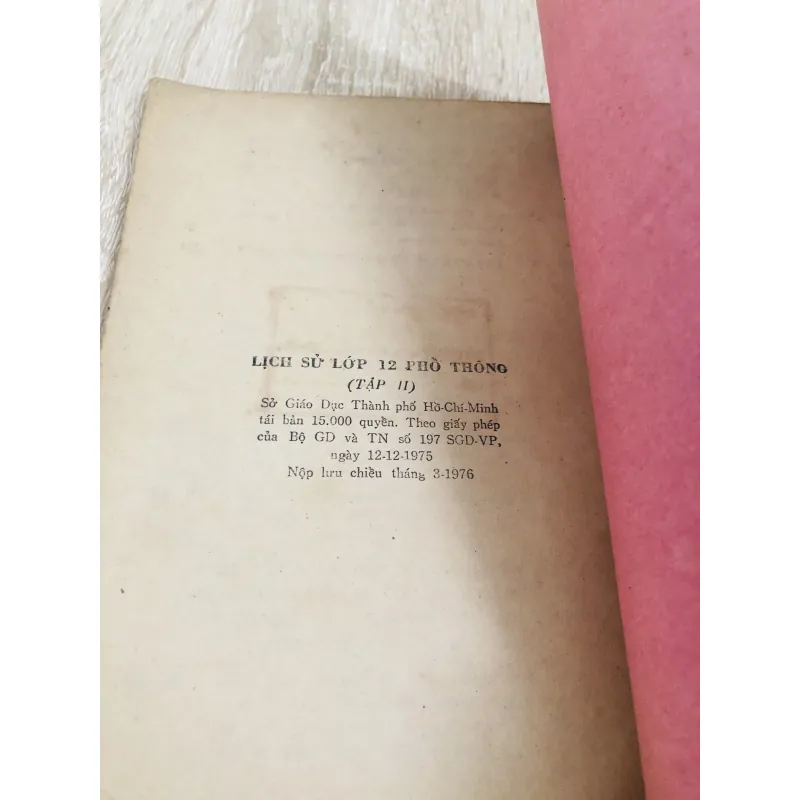 LỊCH SỬ LỚP 12 PHỔ THÔNG
(TẬP II)
Sở Giáo Dục Thành phố Hồ-Chí-Minh
tái bản 15.000 quyển. Theo giấy phép
của Bộ GD và TN số 197 SGD-VP,
ngày 12-12-1975
Nộp lưu chiều tháng 3-1976